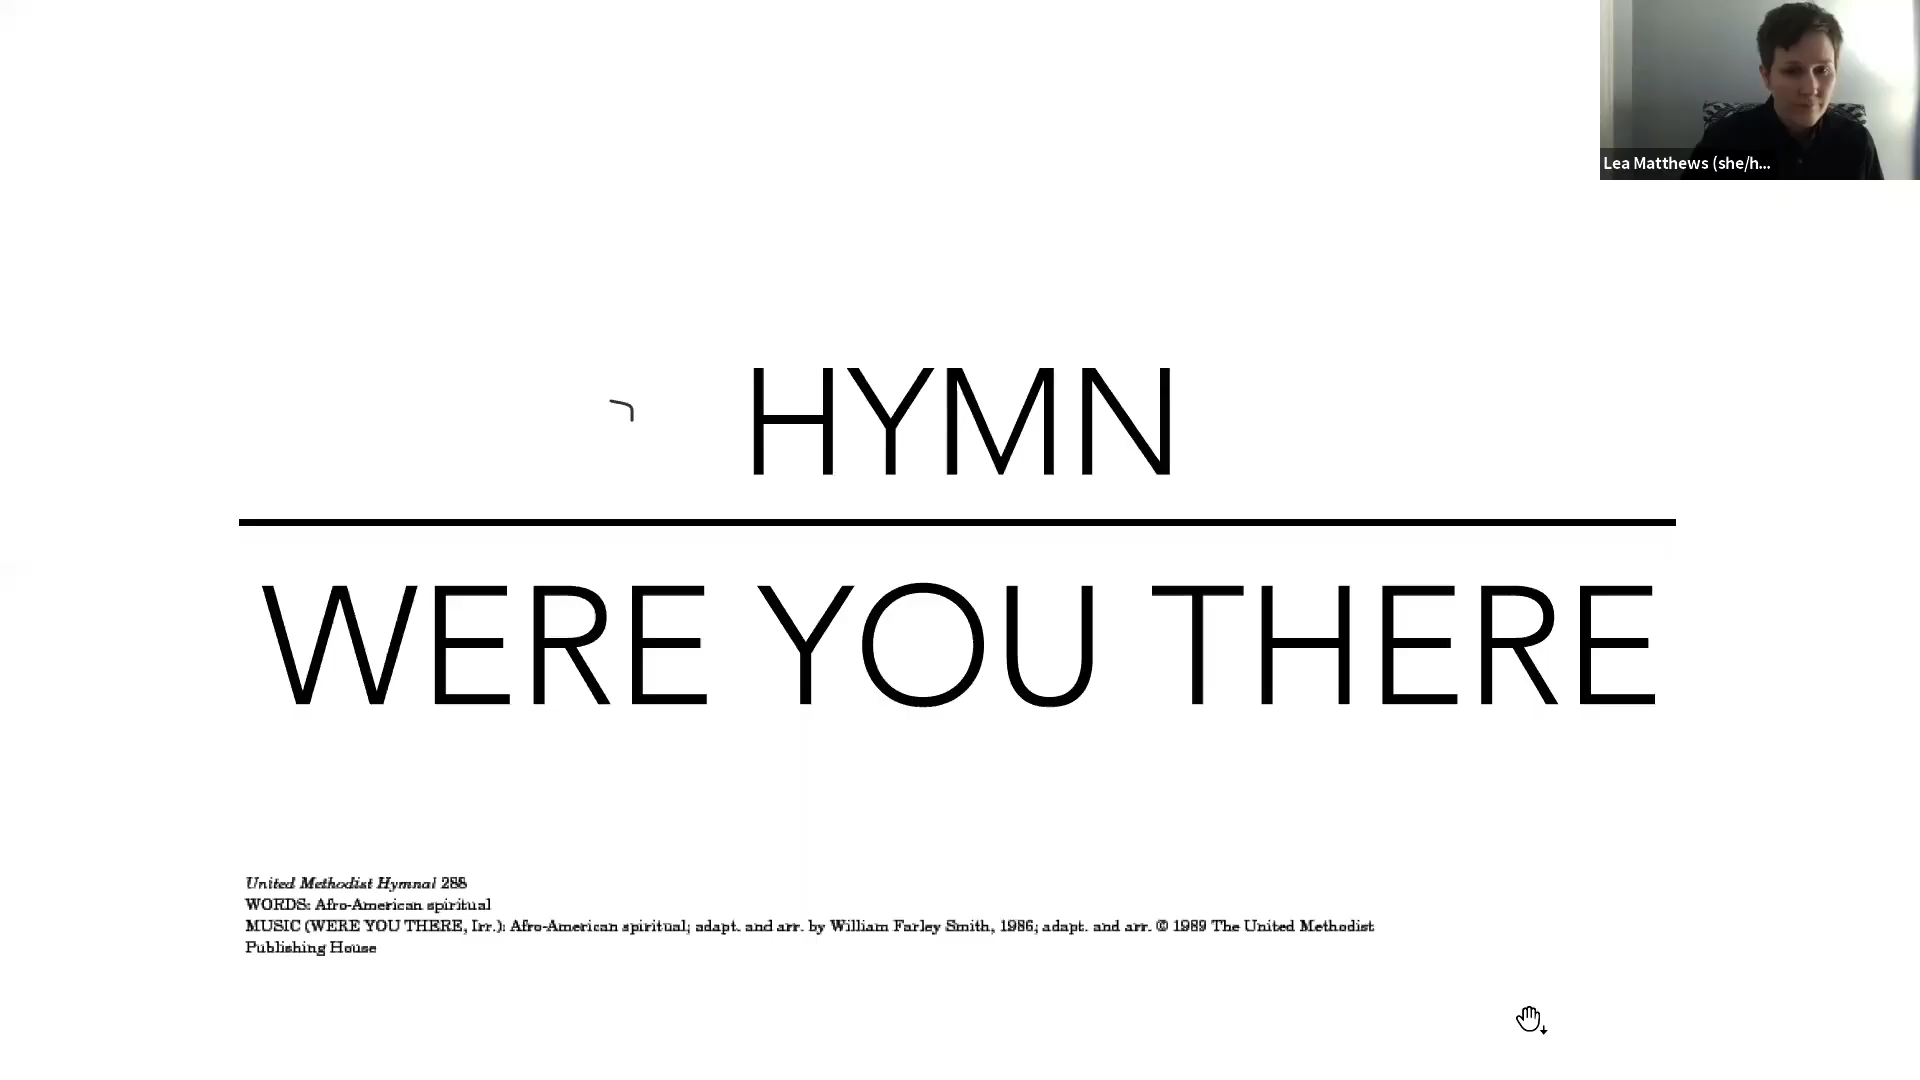 Lea Matthews (she/h...
HYMN
WERE YOU THERE
United Methodist Hymnal 288
WORDS: Afro-American spiritual
MUSIC (WERE YOU THERE, Irr.): Afro-American spiritual; adapt. and arr. by William Farley Smith, 1986; adapt. and arr. © 1989 The United Methodist
Publishing House